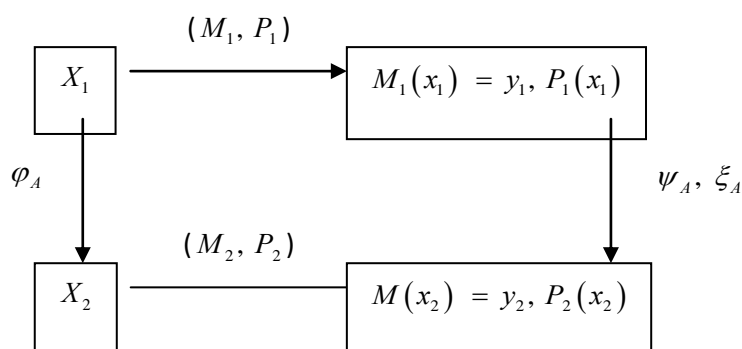 (M₁, P₁)
X₁ M₁(x₁) = y₁, P₁(x₁)
φ_A ψ_A, ξ_A
(M₂, P₂)
X₂ M(x₂) = y₂, P₂(x₂)